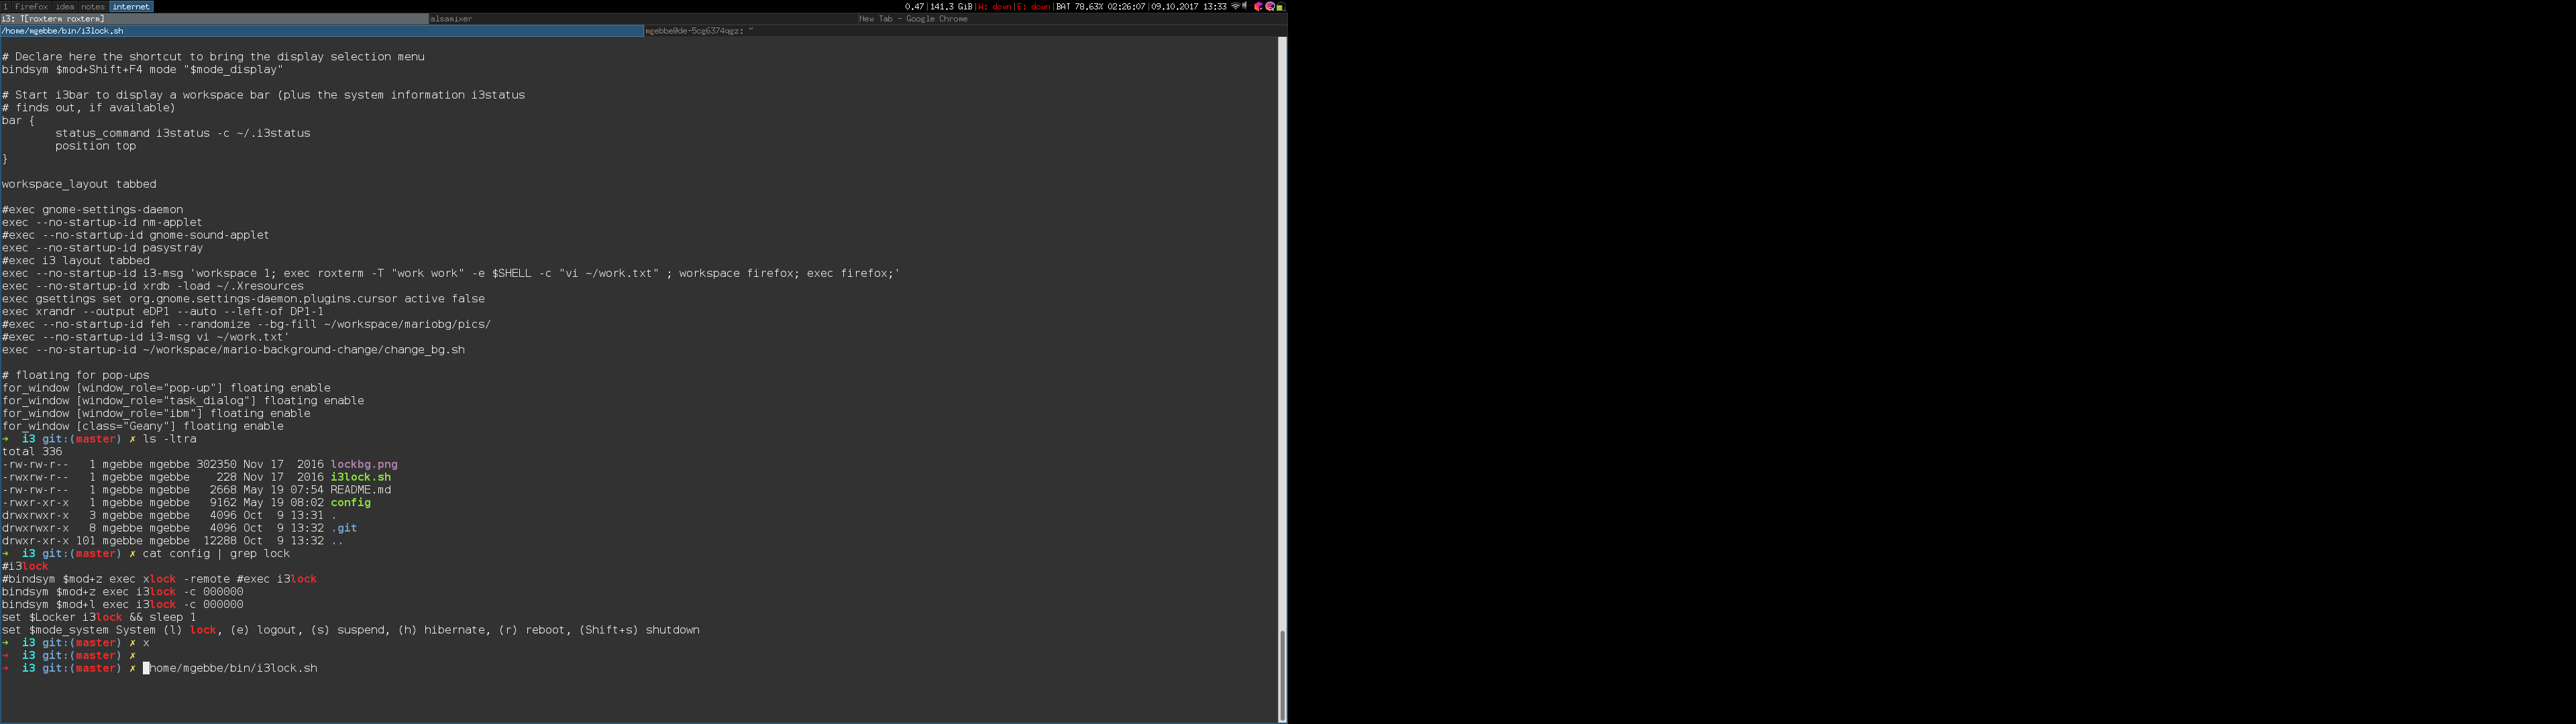 1 firefox idea notes internet 0.47|141.3 GiB|W: down|E: down|BAT 78.63% 02:26:07|09.10.2017 13:33
i3: T[roxterm roxterm] alsamixer New Tab - Google Chrome
/home/mgebbe/bin/i3lock.sh mgebbe@de-5cg6374qgz: ~
# Declare here the shortcut to bring the display selection menu
bindsym $mod+Shift+F4 mode "$mode_display"
# Start i3bar to display a workspace bar (plus the system information i3status
# finds out, if available)
bar {
        status_command i3status -c ~/.i3status
        position top
}
workspace_layout tabbed
#exec gnome-settings-daemon
exec --no-startup-id nm-applet
#exec --no-startup-id gnome-sound-applet
exec --no-startup-id pasystray
#exec i3 layout tabbed
exec --no-startup-id i3-msg 'workspace 1; exec roxterm -T "work work" -e $SHELL -c "vi ~/work.txt" ; workspace firefox; exec firefox;'
exec --no-startup-id xrdb -load ~/.Xresources
exec gsettings set org.gnome.settings-daemon.plugins.cursor active false
exec xrandr --output eDP1 --auto --left-of DP1-1
#exec --no-startup-id feh --randomize --bg-fill ~/workspace/mariobg/pics/
#exec --no-startup-id i3-msg vi ~/work.txt'
exec --no-startup-id ~/workspace/mario-background-change/change_bg.sh
# floating for pop-ups
for_window [window_role="pop-up"] floating enable
for_window [window_role="task_dialog"] floating enable
for_window [window_role="ibm"] floating enable
for_window [class="Geany"] floating enable
➜  i3 git:(master) ✗ ls -ltra
total 336
-rw-rw-r--   1 mgebbe mgebbe 302350 Nov 17  2016 lockbg.png
-rwxrw-r--   1 mgebbe mgebbe    228 Nov 17  2016 i3lock.sh
-rw-rw-r--   1 mgebbe mgebbe   2668 May 19 07:54 README.md
-rwxr-xr-x   1 mgebbe mgebbe   9162 May 19 08:02 config
drwxrwxr-x   3 mgebbe mgebbe   4096 Oct  9 13:31 .
drwxrwxr-x   8 mgebbe mgebbe   4096 Oct  9 13:32 .git
drwxr-xr-x 101 mgebbe mgebbe  12288 Oct  9 13:32 ..
➜  i3 git:(master) ✗ cat config | grep lock
#i3lock
#bindsym $mod+z exec xlock -remote #exec i3lock
bindsym $mod+z exec i3lock -c 000000
bindsym $mod+l exec i3lock -c 000000
set $Locker i3lock && sleep 1
set $mode_system System (l) lock, (e) logout, (s) suspend, (h) hibernate, (r) reboot, (Shift+s) shutdown
➜  i3 git:(master) ✗ x
➜  i3 git:(master) ✗
➜  i3 git:(master) ✗ home/mgebbe/bin/i3lock.sh